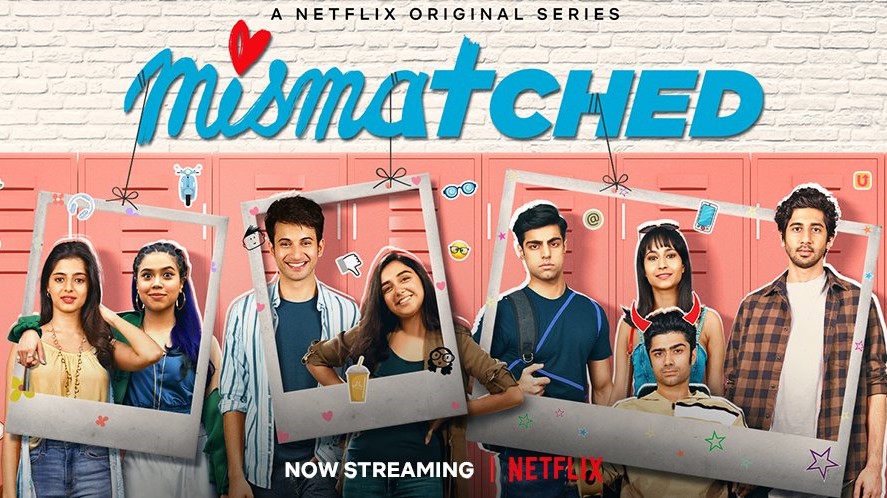 A NETFLIX ORIGINAL SERIES
mismatCHED
NOW STREAMING | NETFLIX
@